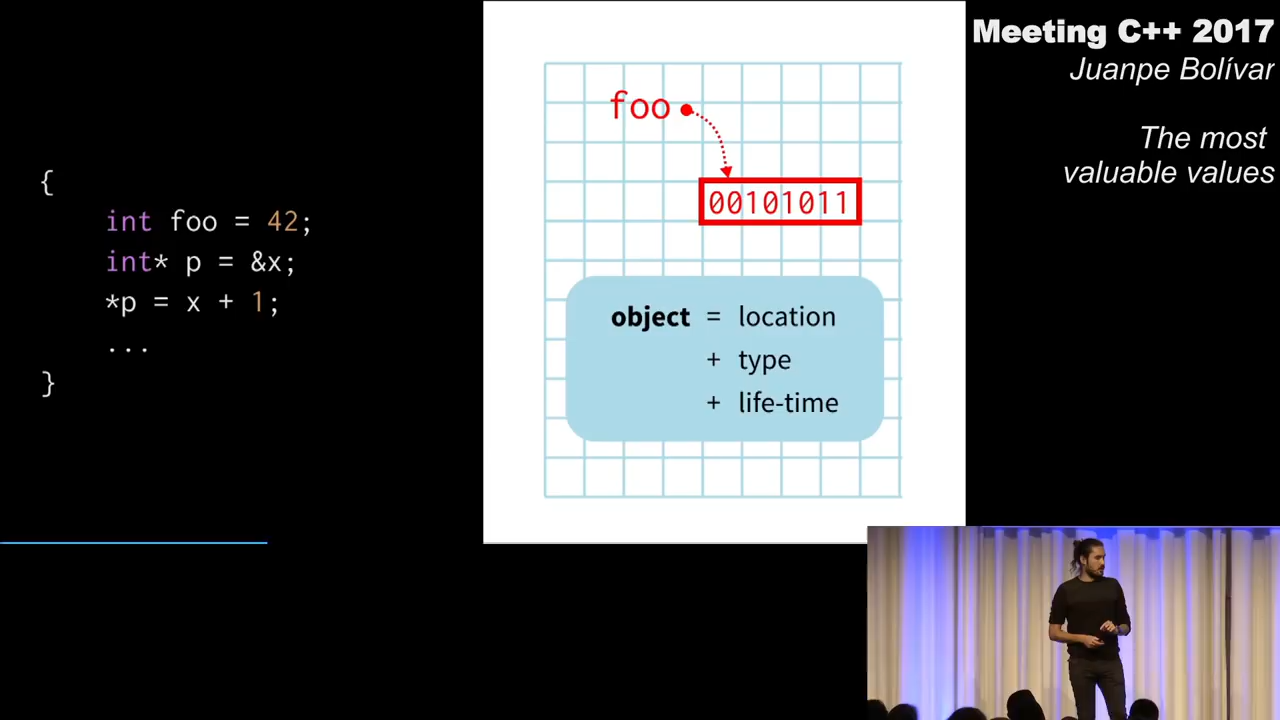 {
int foo = 42;
int* p = &x;
*p = x + 1;
...
}
foo
00101011
object = location
+ type
+ life-time
Meeting C++ 2017
Juanpe Bolívar
The most
valuable values